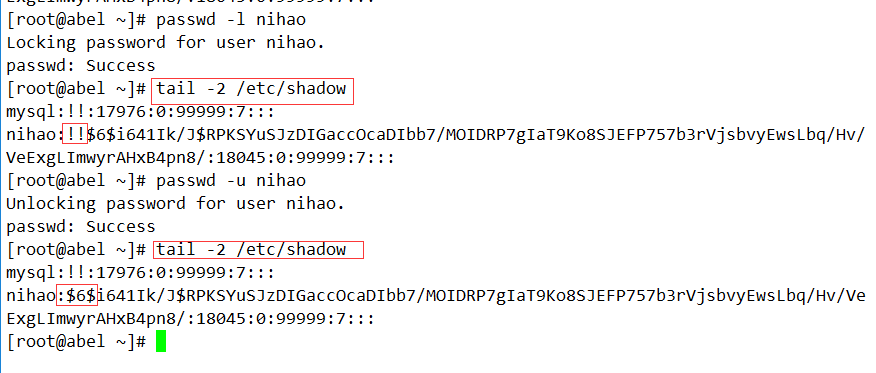 [root@abel ~]# passwd -l nihao
Locking password for user nihao.
passwd: Success
[root@abel ~]# tail -2 /etc/shadow
mysql:!!:17976:0:99999:7:::
nihao:!!$6$i641Ik/J$RPKSYuSJzDIGaccOcaDIbb7/MOIDRP7gIaT9Ko8SJEFP757b3rVjsbvyEwsLbq/Hv/
VeExgLImwyrAHxB4pn8/:18045:0:99999:7:::
[root@abel ~]# passwd -u nihao
Unlocking password for user nihao.
passwd: Success
[root@abel ~]# tail -2 /etc/shadow
mysql:!!:17976:0:99999:7:::
nihao:$6$i641Ik/J$RPKSYuSJzDIGaccOcaDIbb7/MOIDRP7gIaT9Ko8SJEFP757b3rVjsbvyEwsLbq/Hv/Ve
ExgLImwyrAHxB4pn8/:18045:0:99999:7:::
[root@abel ~]#